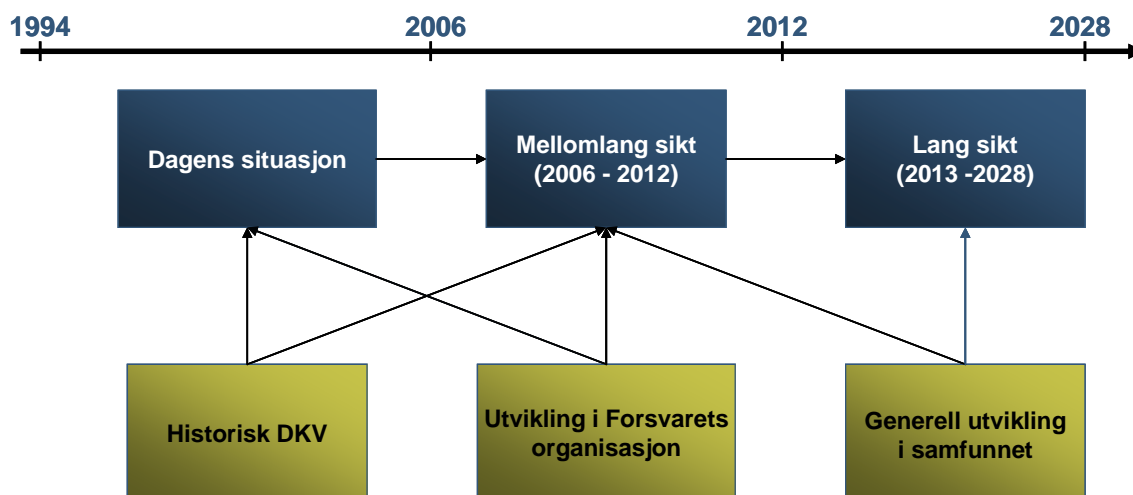 1994 2006 2012 2028
Dagens situasjon
Mellomlang sikt
(2006 - 2012)
Lang sikt
(2013 -2028)
Historisk DKV
Utvikling i Forsvarets
organisasjon
Generell utvikling
i samfunnet